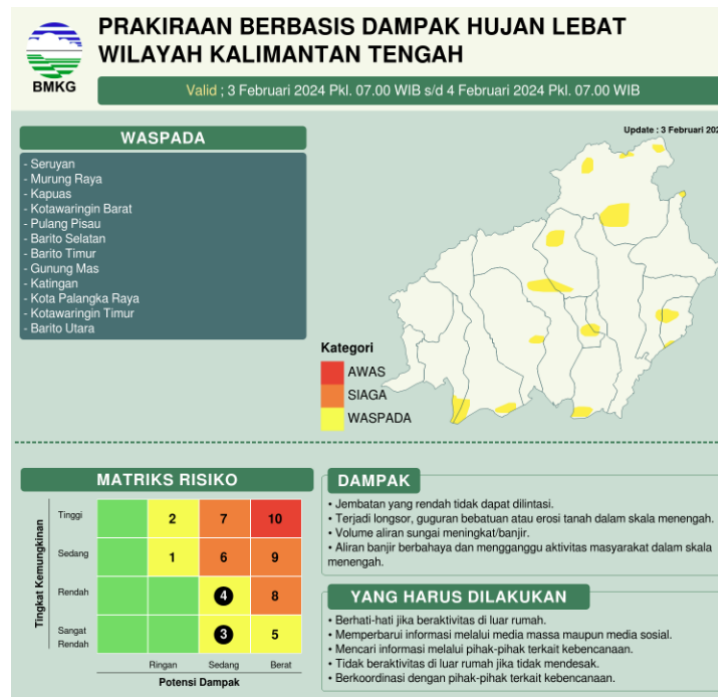 PRAKIRAAN BERBASIS DAMPAK HUJAN LEBAT
WILAYAH KALIMANTAN TENGAH
BMKG
Valid ; 3 Februari 2024 Pkl. 07.00 WIB s/d 4 Februari 2024 Pkl. 07.00 WIB
WASPADA
- Seruyan
- Murung Raya
- Kapuas
- Kotawaringin Barat
- Pulang Pisau
- Barito Selatan
- Barito Timur
- Gunung Mas
- Katingan
- Kota Palangka Raya
- Kotawaringin Timur
- Barito Utara
Update : 3 Februari 202
Kategori
AWAS
SIAGA
WASPADA
MATRIKS RISIKO
Tingkat Kemungkinan
Tinggi
2 7 10
Sedang
1 6 9
Rendah
4 8
Sangat
Rendah
3 5
Ringan Sedang Berat
Potensi Dampak
DAMPAK
• Jembatan yang rendah tidak dapat dilintasi.
• Terjadi longsor, guguran bebatuan atau erosi tanah dalam skala menengah.
• Volume aliran sungai meningkat/banjir.
• Aliran banjir berbahaya dan mengganggu aktivitas masyarakat dalam skala
menengah.
YANG HARUS DILAKUKAN
• Berhati-hati jika beraktivitas di luar rumah.
• Memperbarui informasi melalui media massa maupun media sosial.
• Mencari informasi melalui pihak-pihak terkait kebencanaan.
• Tidak beraktivitas di luar rumah jika tidak mendesak.
• Berkoordinasi dengan pihak-pihak terkait kebencanaan.